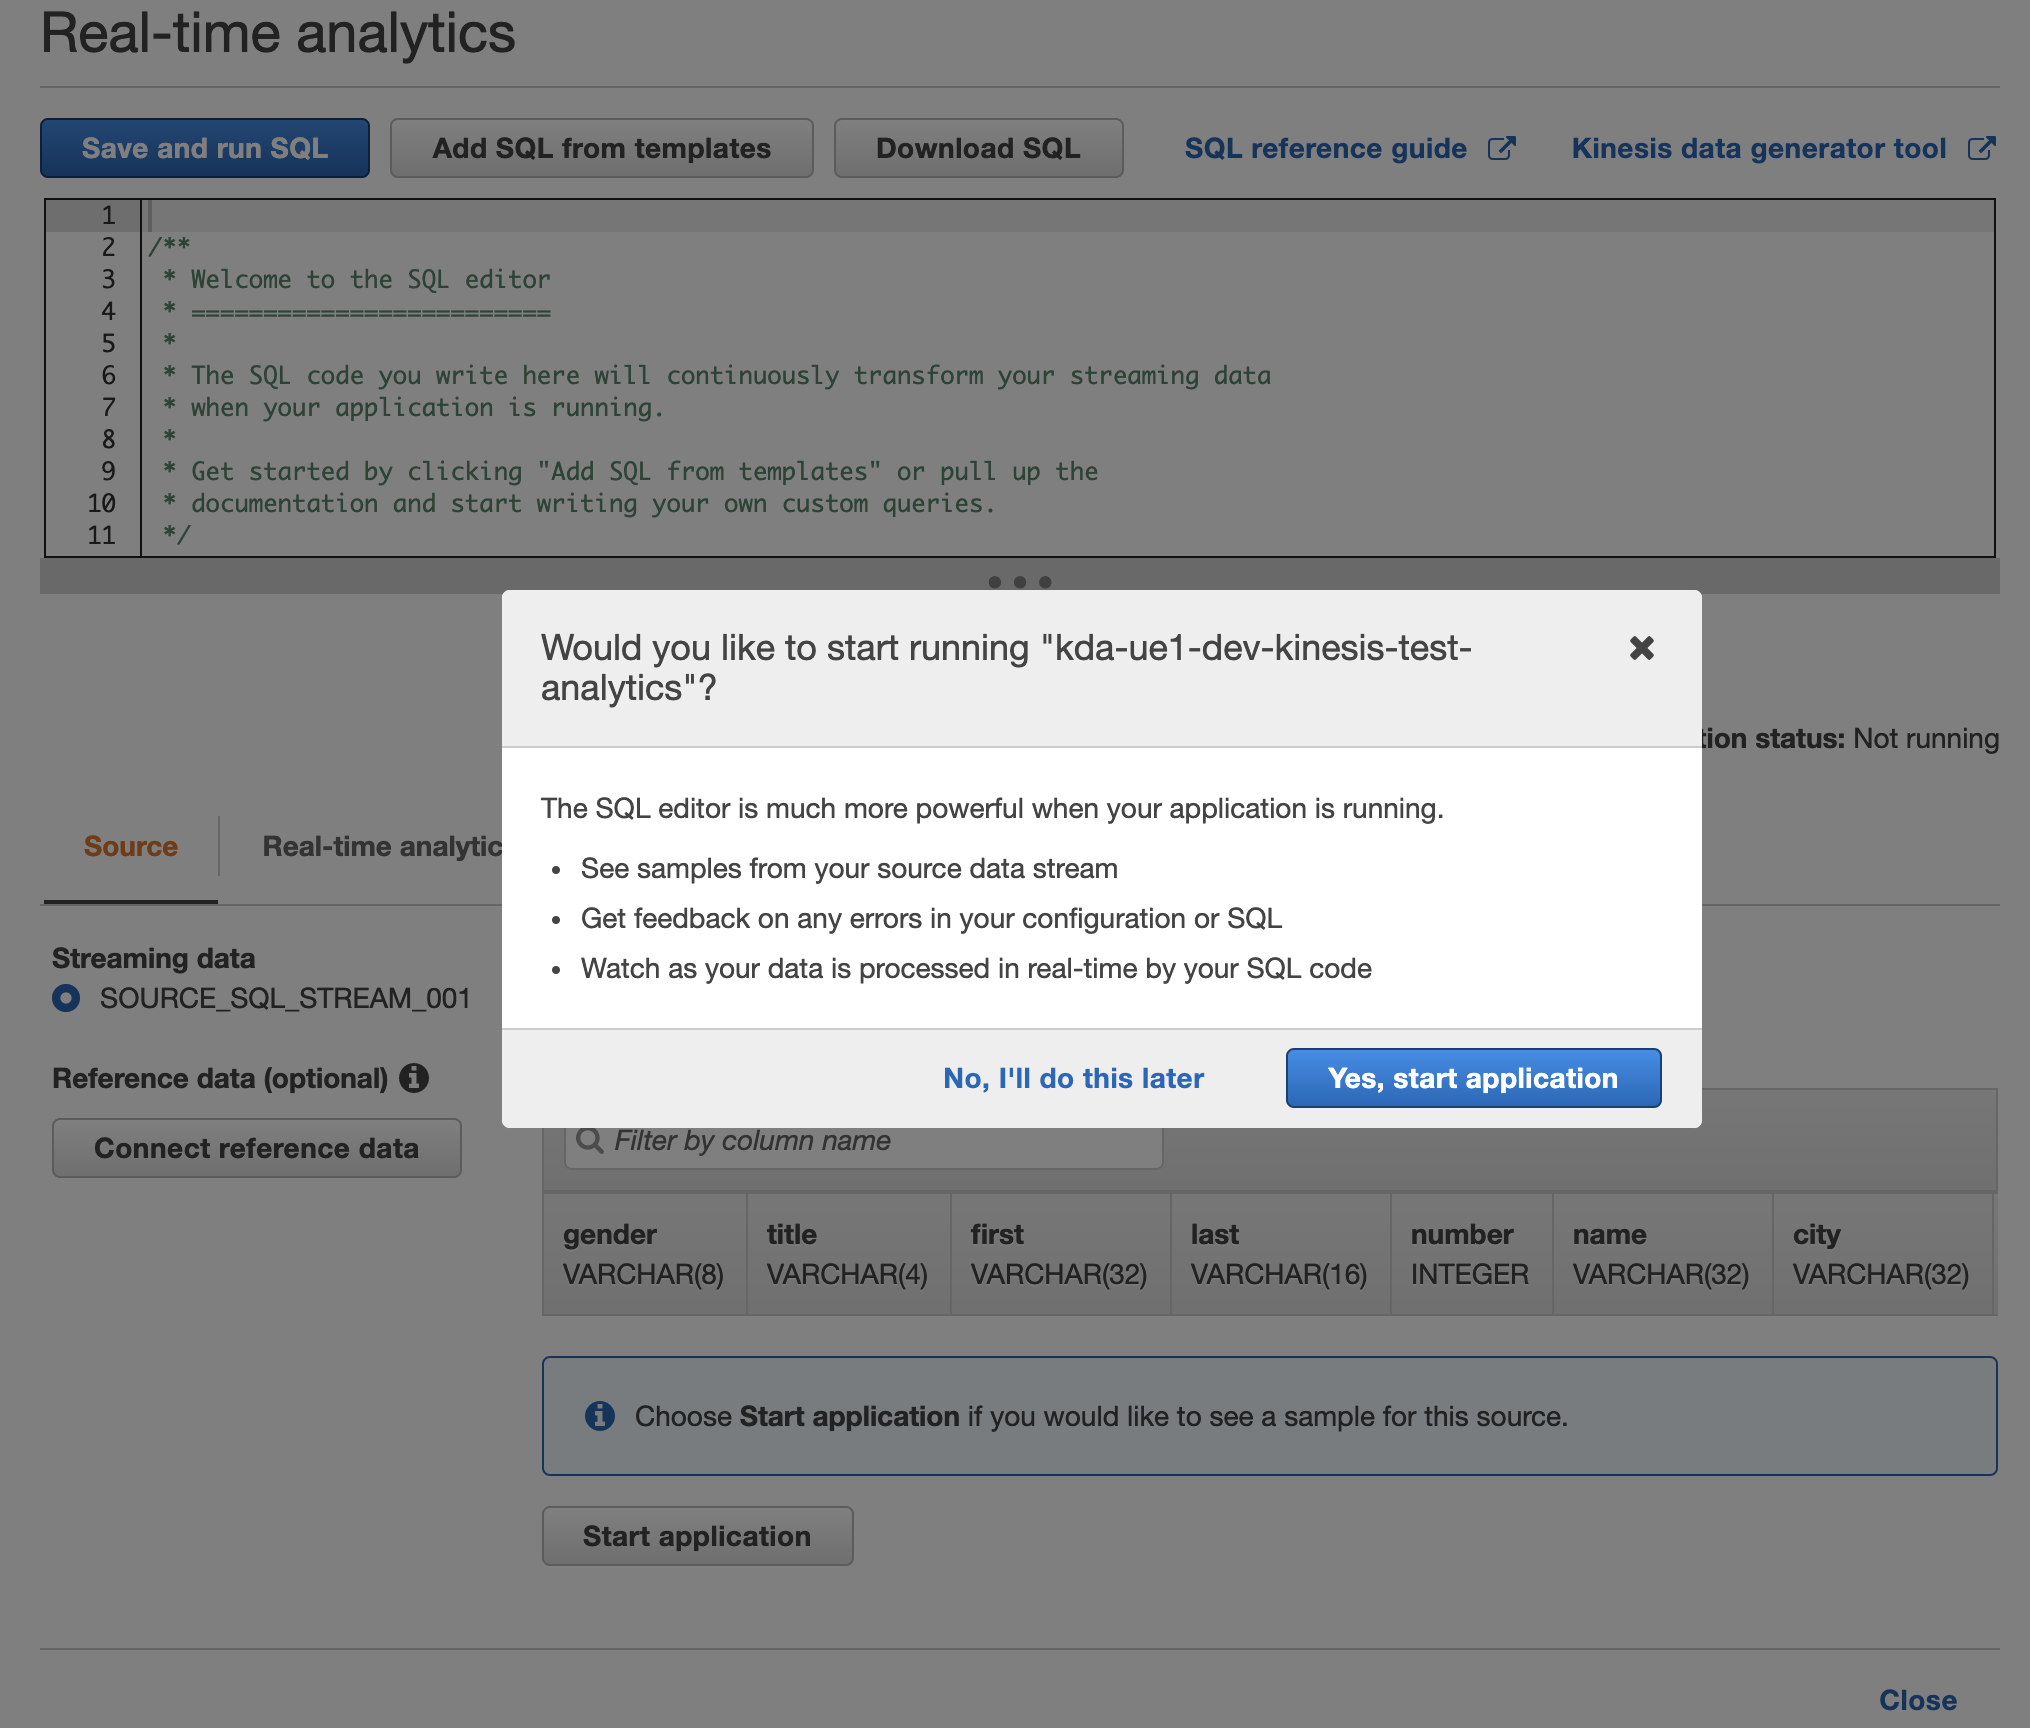 Real-time analytics
Save and run SQL
Add SQL from templates
Download SQL
SQL reference guide
Kinesis data generator tool
1
2 /**
3 * Welcome to the SQL editor
4 * =========================
5 *
6 * The SQL code you write here will continuously transform your streaming data
7 * when your application is running.
8 *
9 * Get started by clicking "Add SQL from templates" or pull up the
10 * documentation and start writing your own custom queries.
11 */
Would you like to start running "kda-ue1-dev-kinesis-test-
analytics"?
tion status: Not running
The SQL editor is much more powerful when your application is running.
• See samples from your source data stream
• Get feedback on any errors in your configuration or SQL
• Watch as your data is processed in real-time by your SQL code
No, I'll do this later
Yes, start application
Source
Real-time analytic
Streaming data
SOURCE_SQL_STREAM_001
Reference data (optional)
Connect reference data
Filter by column name
gender title first last number name city
VARCHAR(8) VARCHAR(4) VARCHAR(32) VARCHAR(16) INTEGER VARCHAR(32) VARCHAR(32)
Choose Start application if you would like to see a sample for this source.
Start application
Close